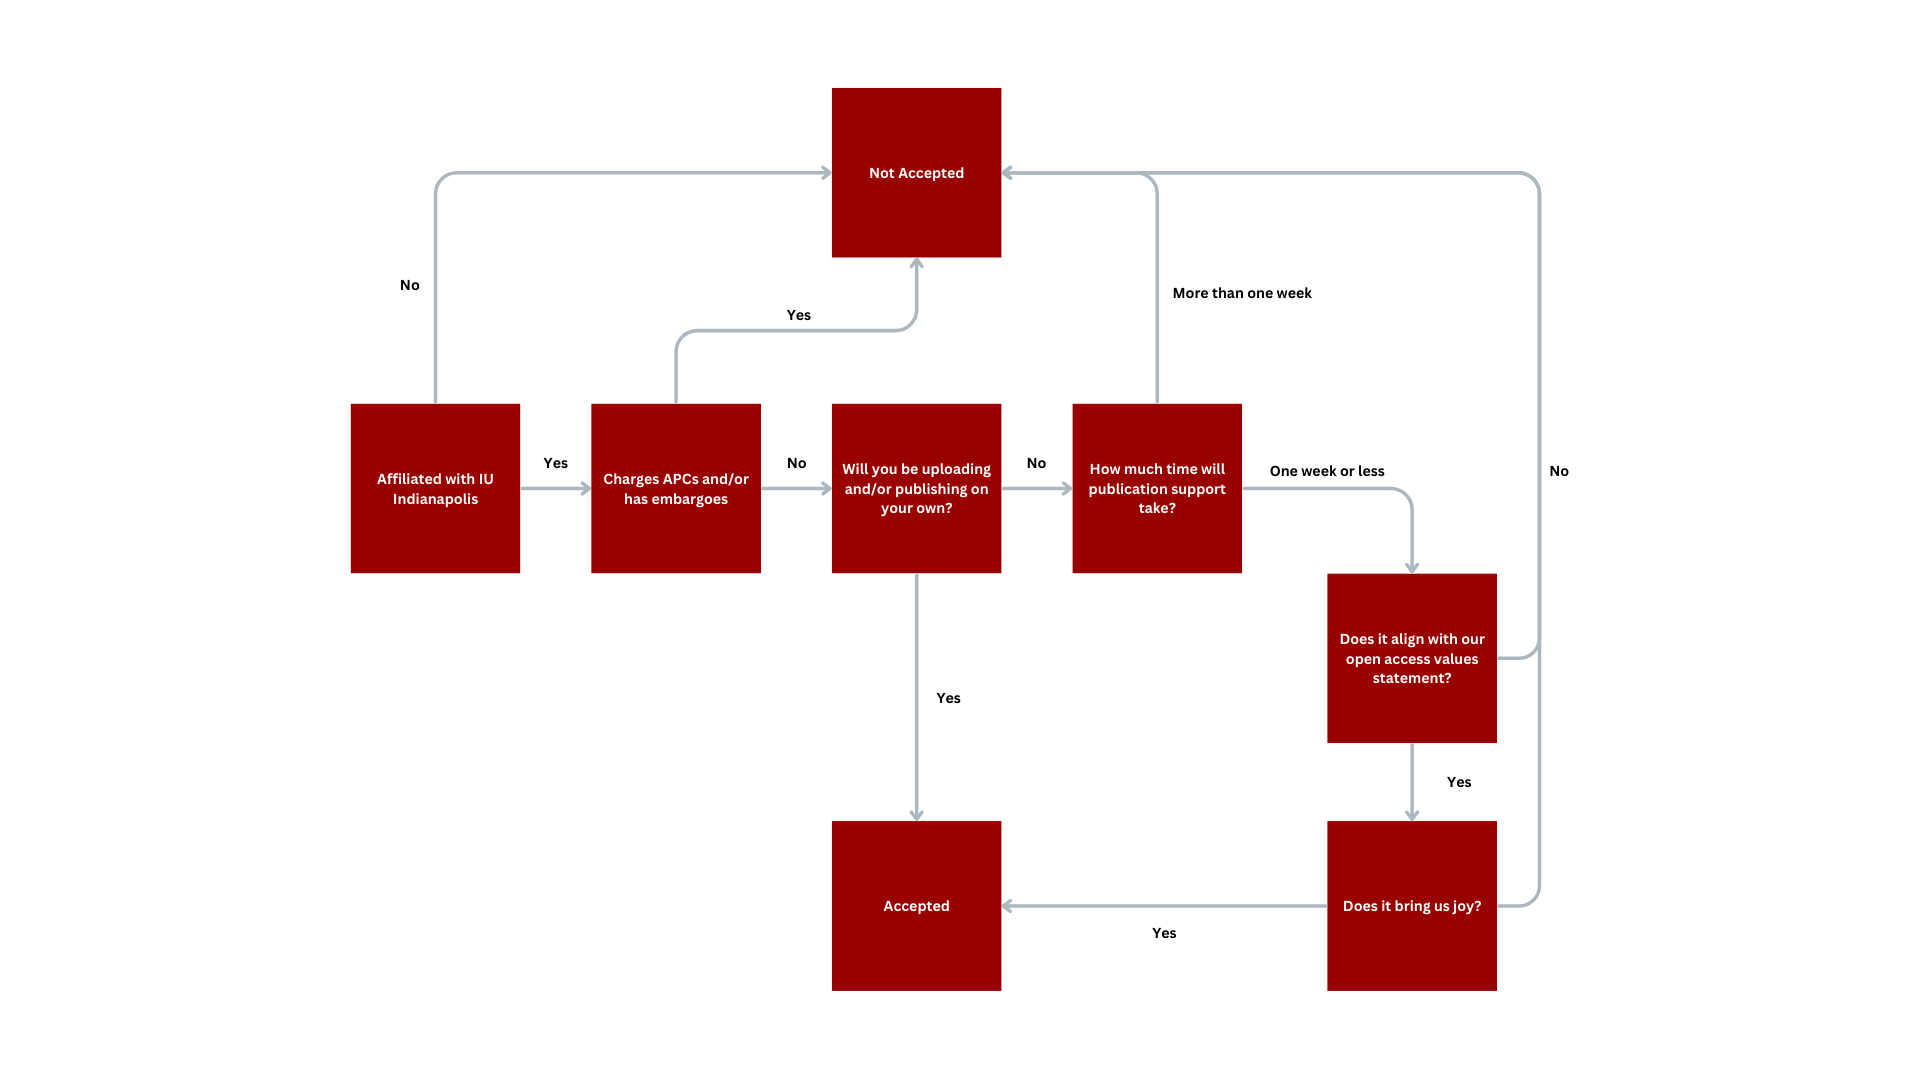 Not Accepted
No
More than one week
Yes
Affiliated with IU
Indianapolis
Yes
Charges APCs and/or
has embargoes
No
Will you be uploading
and/or publishing on
your own?
No
How much time will
publication support
take?
One week or less
No
Does it align with our
open access values
statement?
Yes
Yes
Accepted
Yes
Does it bring us joy?